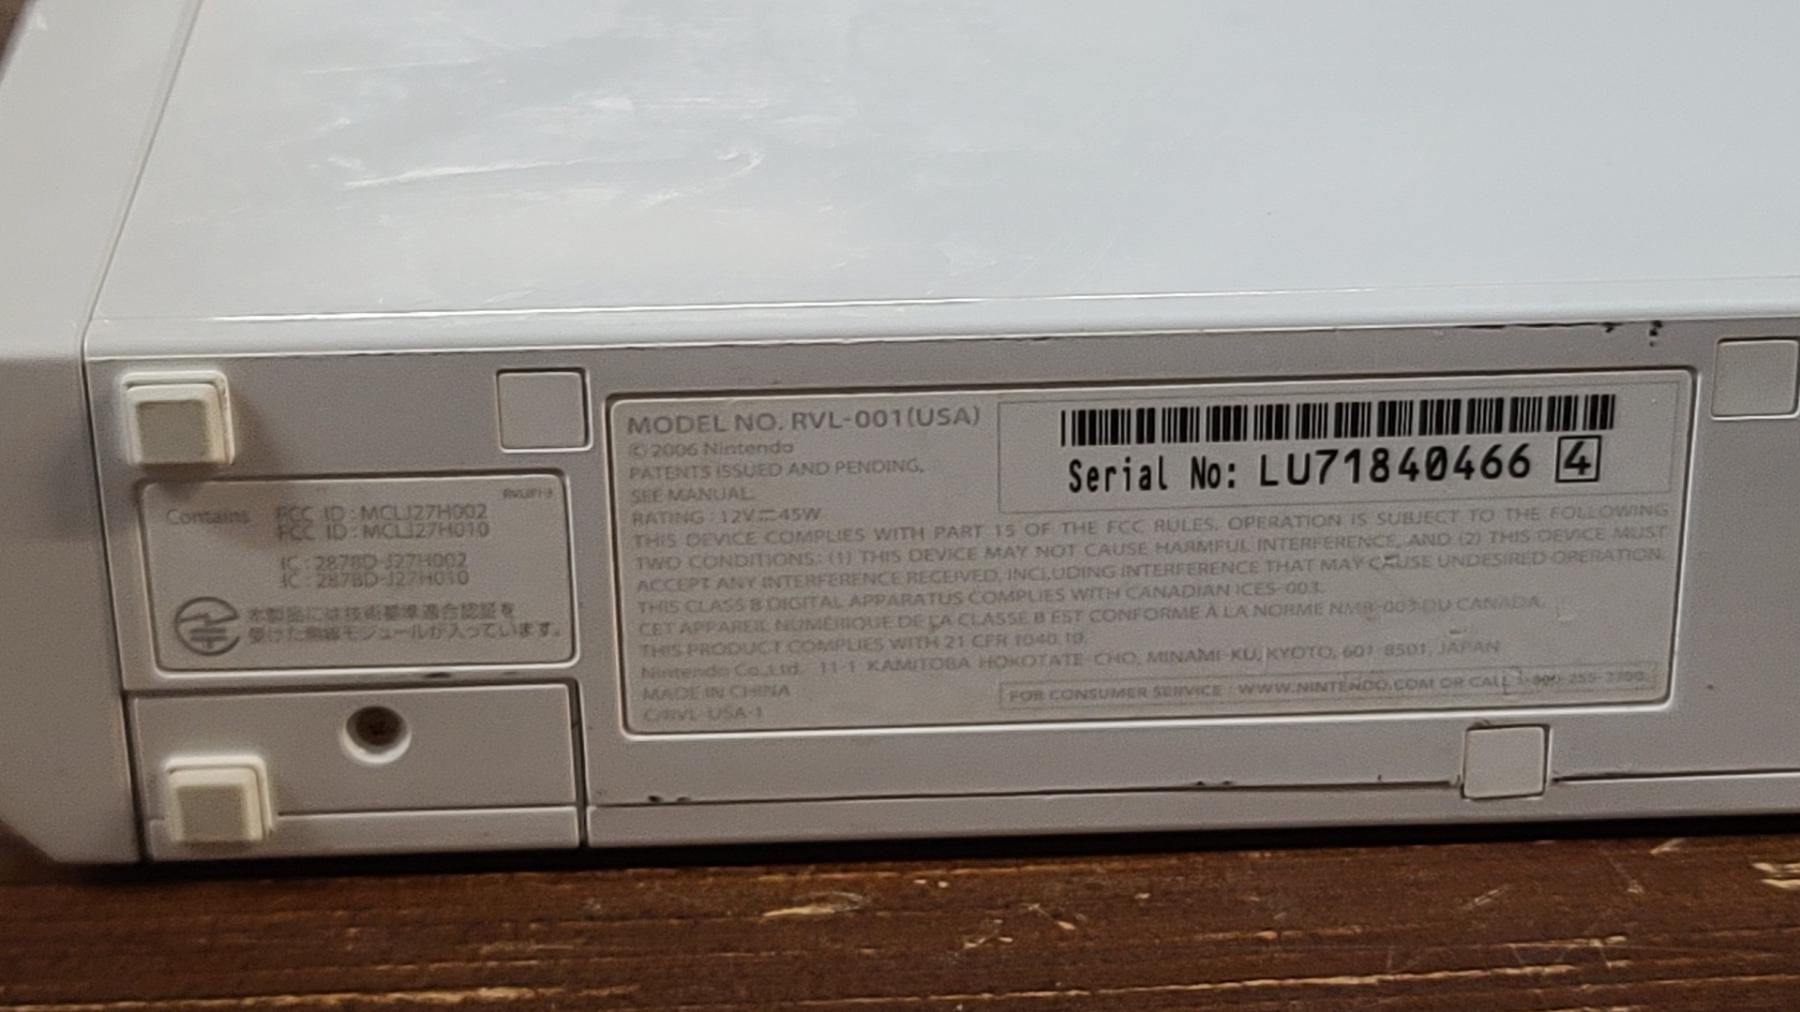 RVL
Contains FCC ID : MCLJ27H002
FCC ID : MCLJ27H010
IC : 2878D-J27H002
IC : 2878D-J27H010
本製品には技術基準適合認証を
受けた無線モジュールが入っています。
MODEL NO. RVL-001(USA)
© 2006 Nintendo
PATENTS ISSUED AND PENDING,
SEE MANUAL.
RATING : 12V⎓45W
Serial No: LU71840466 4
THIS DEVICE COMPLIES WITH PART 15 OF THE FCC RULES. OPERATION IS SUBJECT TO THE FOLLOWING
TWO CONDITIONS: (1) THIS DEVICE MAY NOT CAUSE HARMFUL INTERFERENCE, AND (2) THIS DEVICE MUST
ACCEPT ANY INTERFERENCE RECEIVED, INCLUDING INTERFERENCE THAT MAY CAUSE UNDESIRED OPERATION.
THIS CLASS B DIGITAL APPARATUS COMPLIES WITH CANADIAN ICES-003.
CET APPAREIL NUMÉRIQUE DE LA CLASSE B EST CONFORME À LA NORME NMB-003 DU CANADA.
THIS PRODUCT COMPLIES WITH 21 CFR 1040.10.
Nintendo Co.,Ltd. 11-1 KAMITOBA HOKOTATE-CHO, MINAMI-KU, KYOTO, 601-8501, JAPAN
MADE IN CHINA
C/RVL-USA-1
FOR CONSUMER SERVICE : WWW.NINTENDO.COM OR CALL 1-800-255-3700.